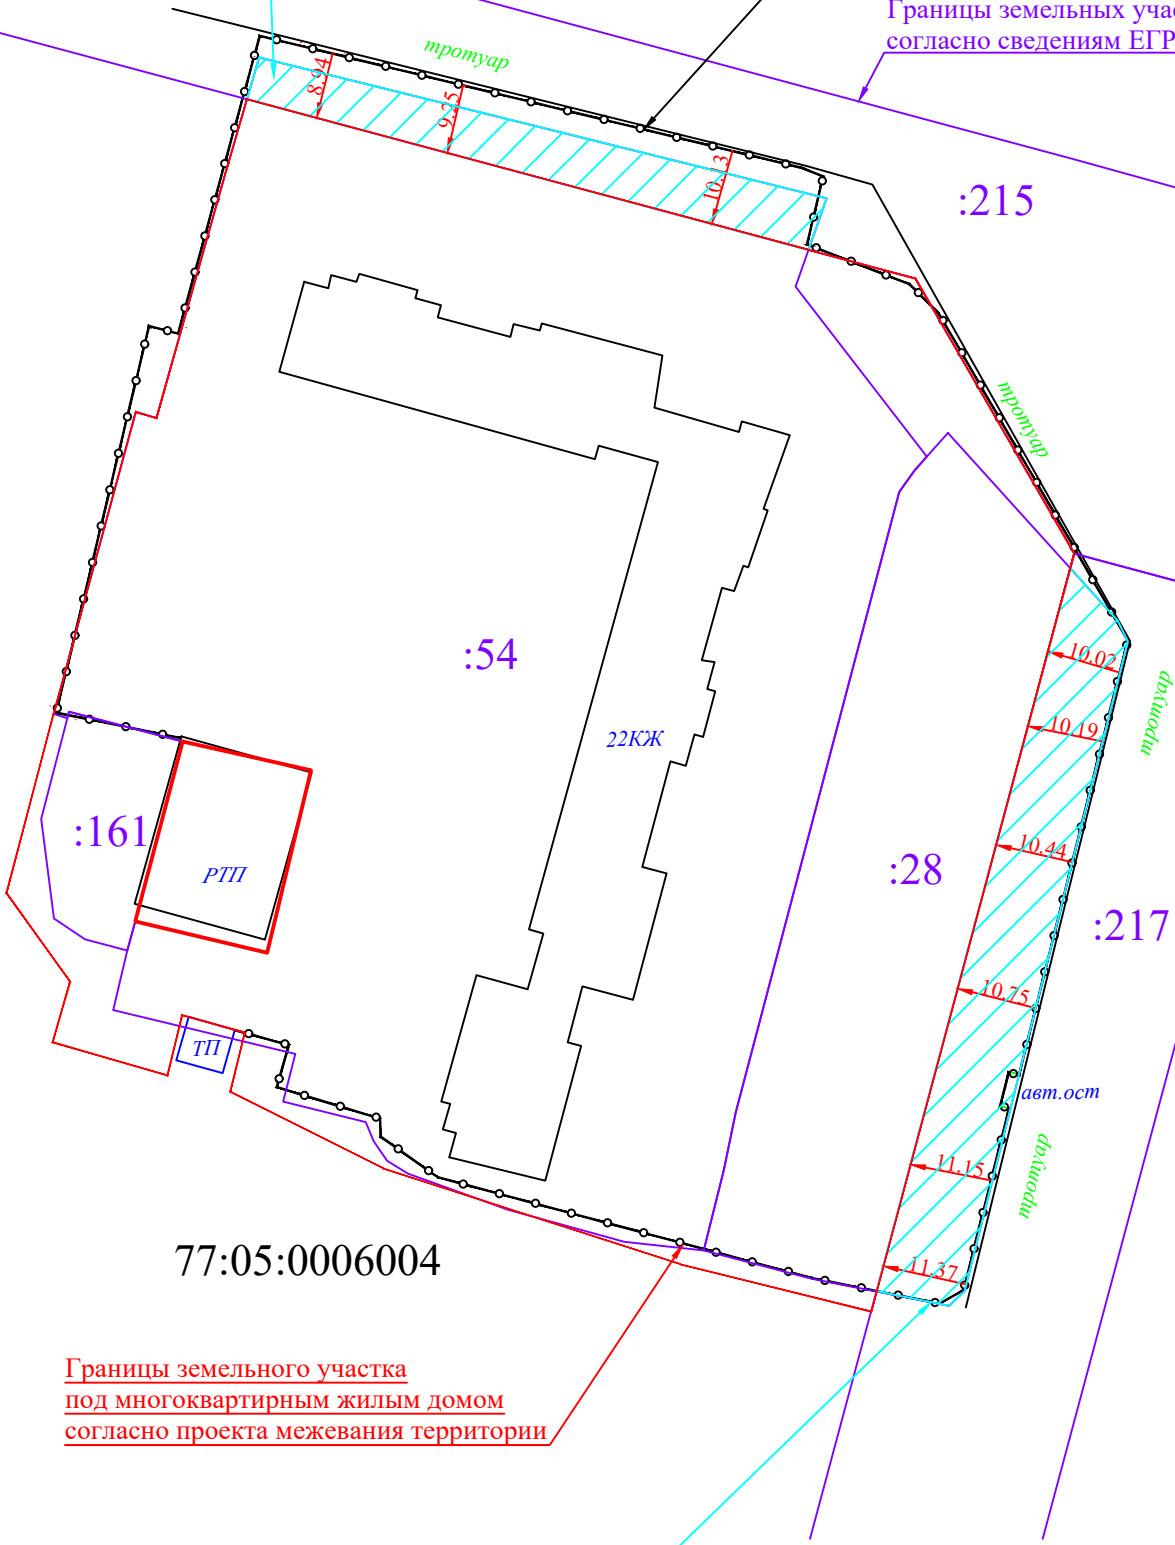 Границы земельных учас
согласно сведениям ЕГР
тротуар
8.94
9.25
10.13
:215
тротуар
:54
10.02
тротуар
10.19
22КЖ
:161
10.44
:28
РТП
:217
10.75
ТП
авт.ост
11.15
тротуар
77:05:0006004
11.37
Границы земельного участка
под многоквартирным жилым домом
согласно проекта межевания территории